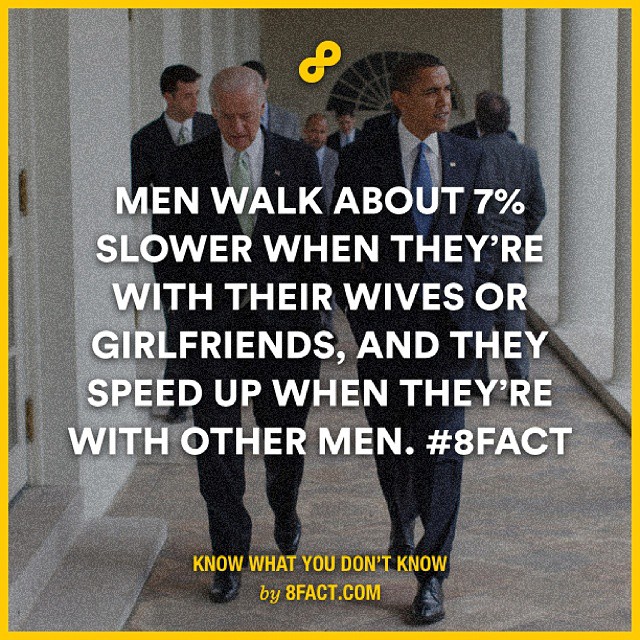 MEN WALK ABOUT 7%
SLOWER WHEN THEY’RE
WITH THEIR WIVES OR
GIRLFRIENDS, AND THEY
SPEED UP WHEN THEY’RE
WITH OTHER MEN. #8FACT
KNOW WHAT YOU DON’T KNOW
by 8FACT.COM